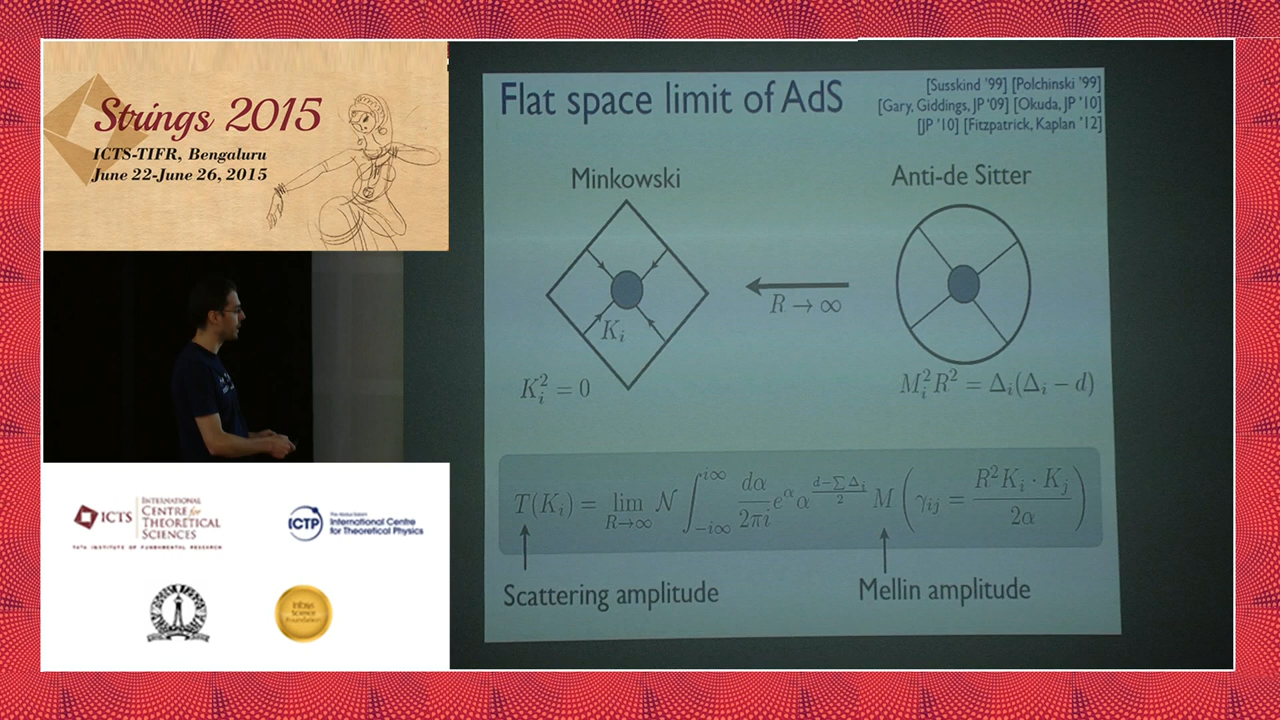 Strings 2015
ICTS-TIFR, Bengaluru
June 22-June 26, 2015
ICTS
INTERNATIONAL
CENTRE for
THEORETICAL
SCIENCES
TATA INSTITUTE OF FUNDAMENTAL RESEARCH
ICTP
The Abdus Salam
International Centre
for Theoretical Physics
Infosys
Science
Foundation
Flat space limit of AdS
[Susskind '99] [Polchinski '99]
[Gary, Giddings, JP '09] [Okuda, JP '10]
[JP '10] [Fitzpatrick, Kaplan '12]
Minkowski
Anti-de Sitter
R → ∞
K_i
K_i^2 = 0
M_i^2 R^2 = Δ_i(Δ_i − d)
T(K_i) = lim_{R→∞} 𝒩 ∫_{-i∞}^{i∞} dα/2πi e^α α^{(d−∑Δ_i)/2} M(γ_{ij} = R^2 K_i · K_j / 2α)
Scattering amplitude
Mellin amplitude